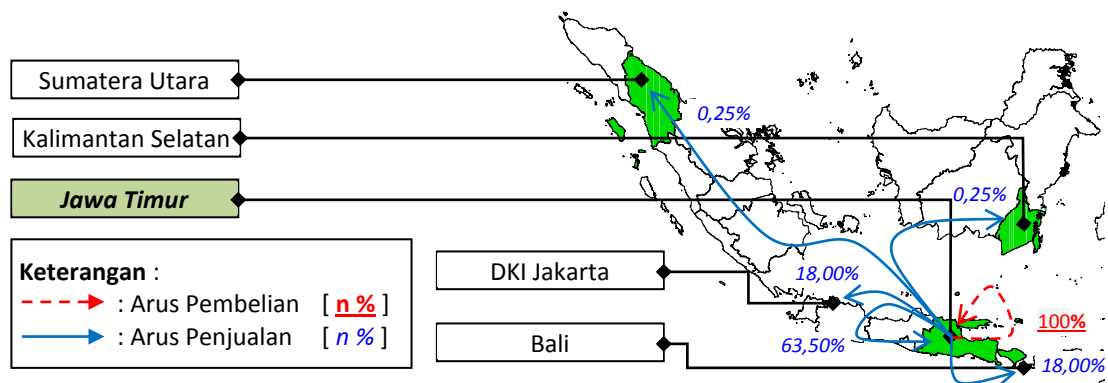 Sumatera Utara
0,25%
Kalimantan Selatan
Jawa Timur
0,25%
Keterangan :
: Arus Pembelian [ n % ]
: Arus Penjualan [ n % ]
DKI Jakarta
18,00%
Bali
63,50%
100%
18,00%